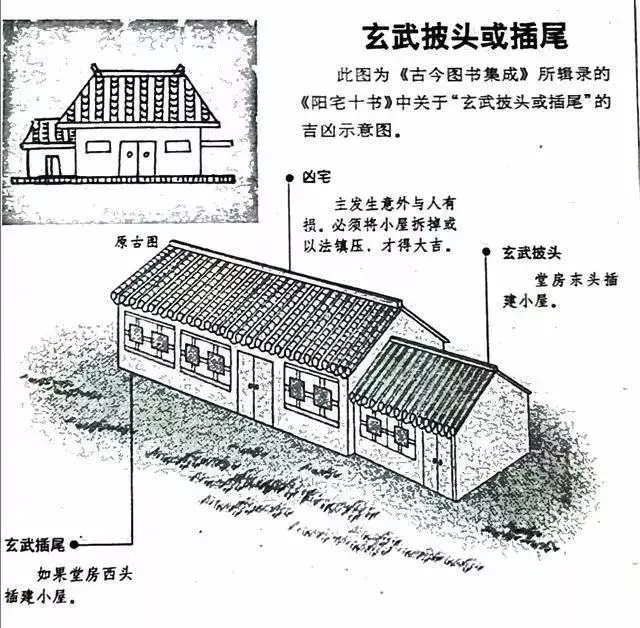 玄武披头或插尾
此图为《古今图书集成》所辑录的
《阳宅十书》中关于“玄武披头或插尾”的
吉凶示意图。
原古图
凶宅
主发生意外与人有
损。必须将小屋拆掉或
以法镇压，才得大吉。
玄武披头
堂房东头插
建小屋。
玄武插尾
如果堂房西头
插建小屋。